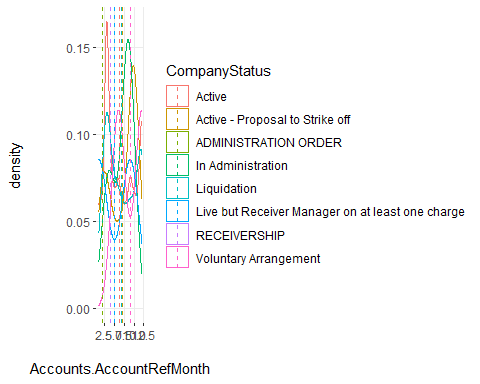 CompanyStatus
Active
Active - Proposal to Strike off
ADMINISTRATION ORDER
In Administration
Liquidation
Live but Receiver Manager on at least one charge
RECEIVERSHIP
Voluntary Arrangement
density
0.15
0.10
0.05
0.00
Accounts.AccountRefMonth